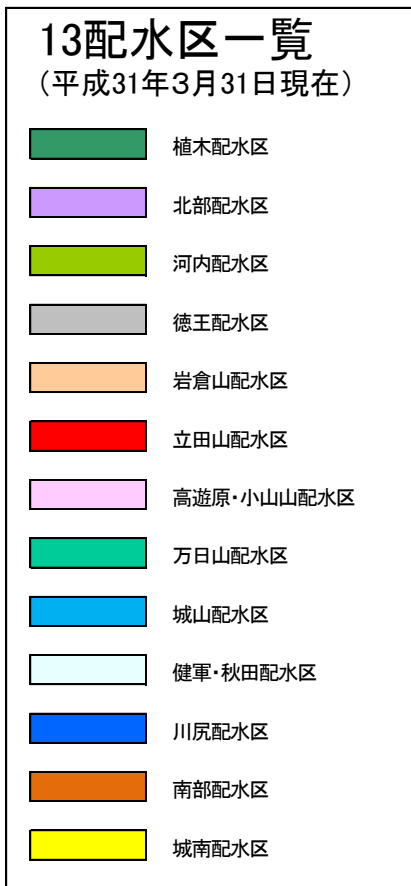 13配水区一覧
（平成31年3月31日現在）
植木配水区
北部配水区
河内配水区
徳王配水区
岩倉山配水区
立田山配水区
高遊原・小山山配水区
万日山配水区
城山配水区
健軍・秋田配水区
川尻配水区
南部配水区
城南配水区